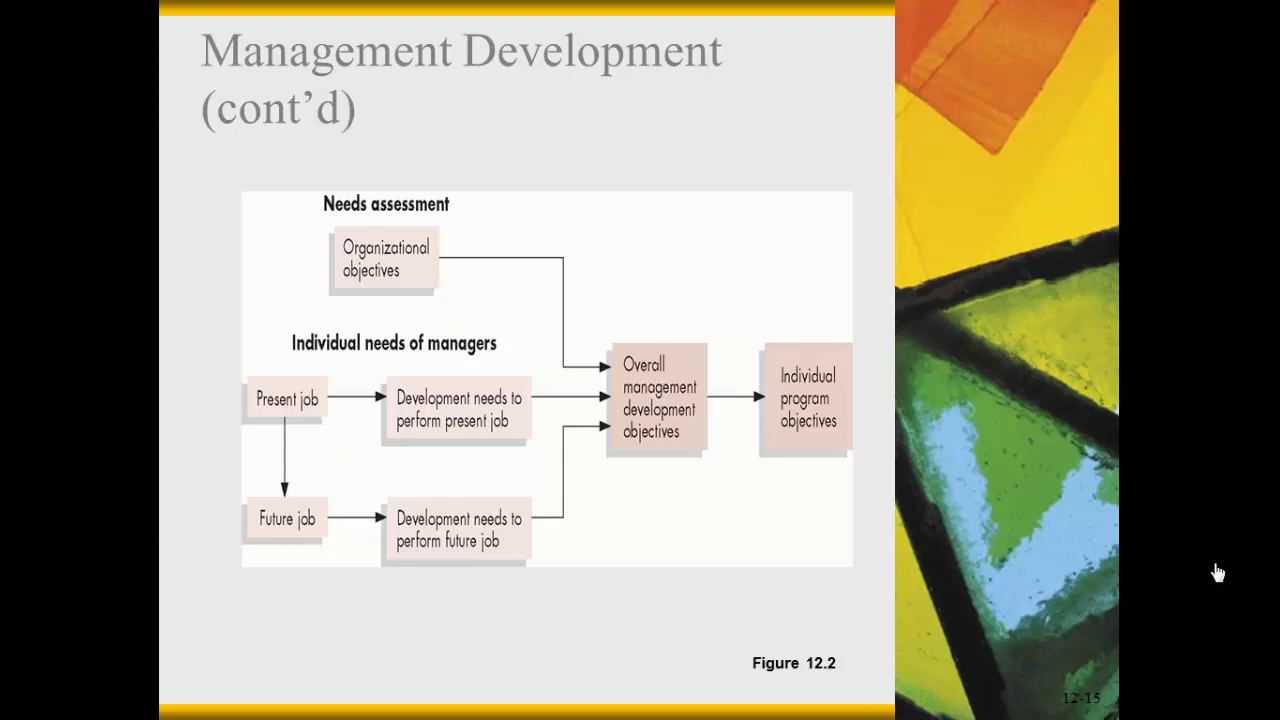 Management Development
(cont’d)
Needs assessment
Organizational
objectives
Individual needs of managers
Present job
Development needs to
perform present job
Overall
management
development
objectives
Individual
program
objectives
Future job
Development needs to
perform future job
Figure 12.2
12-15